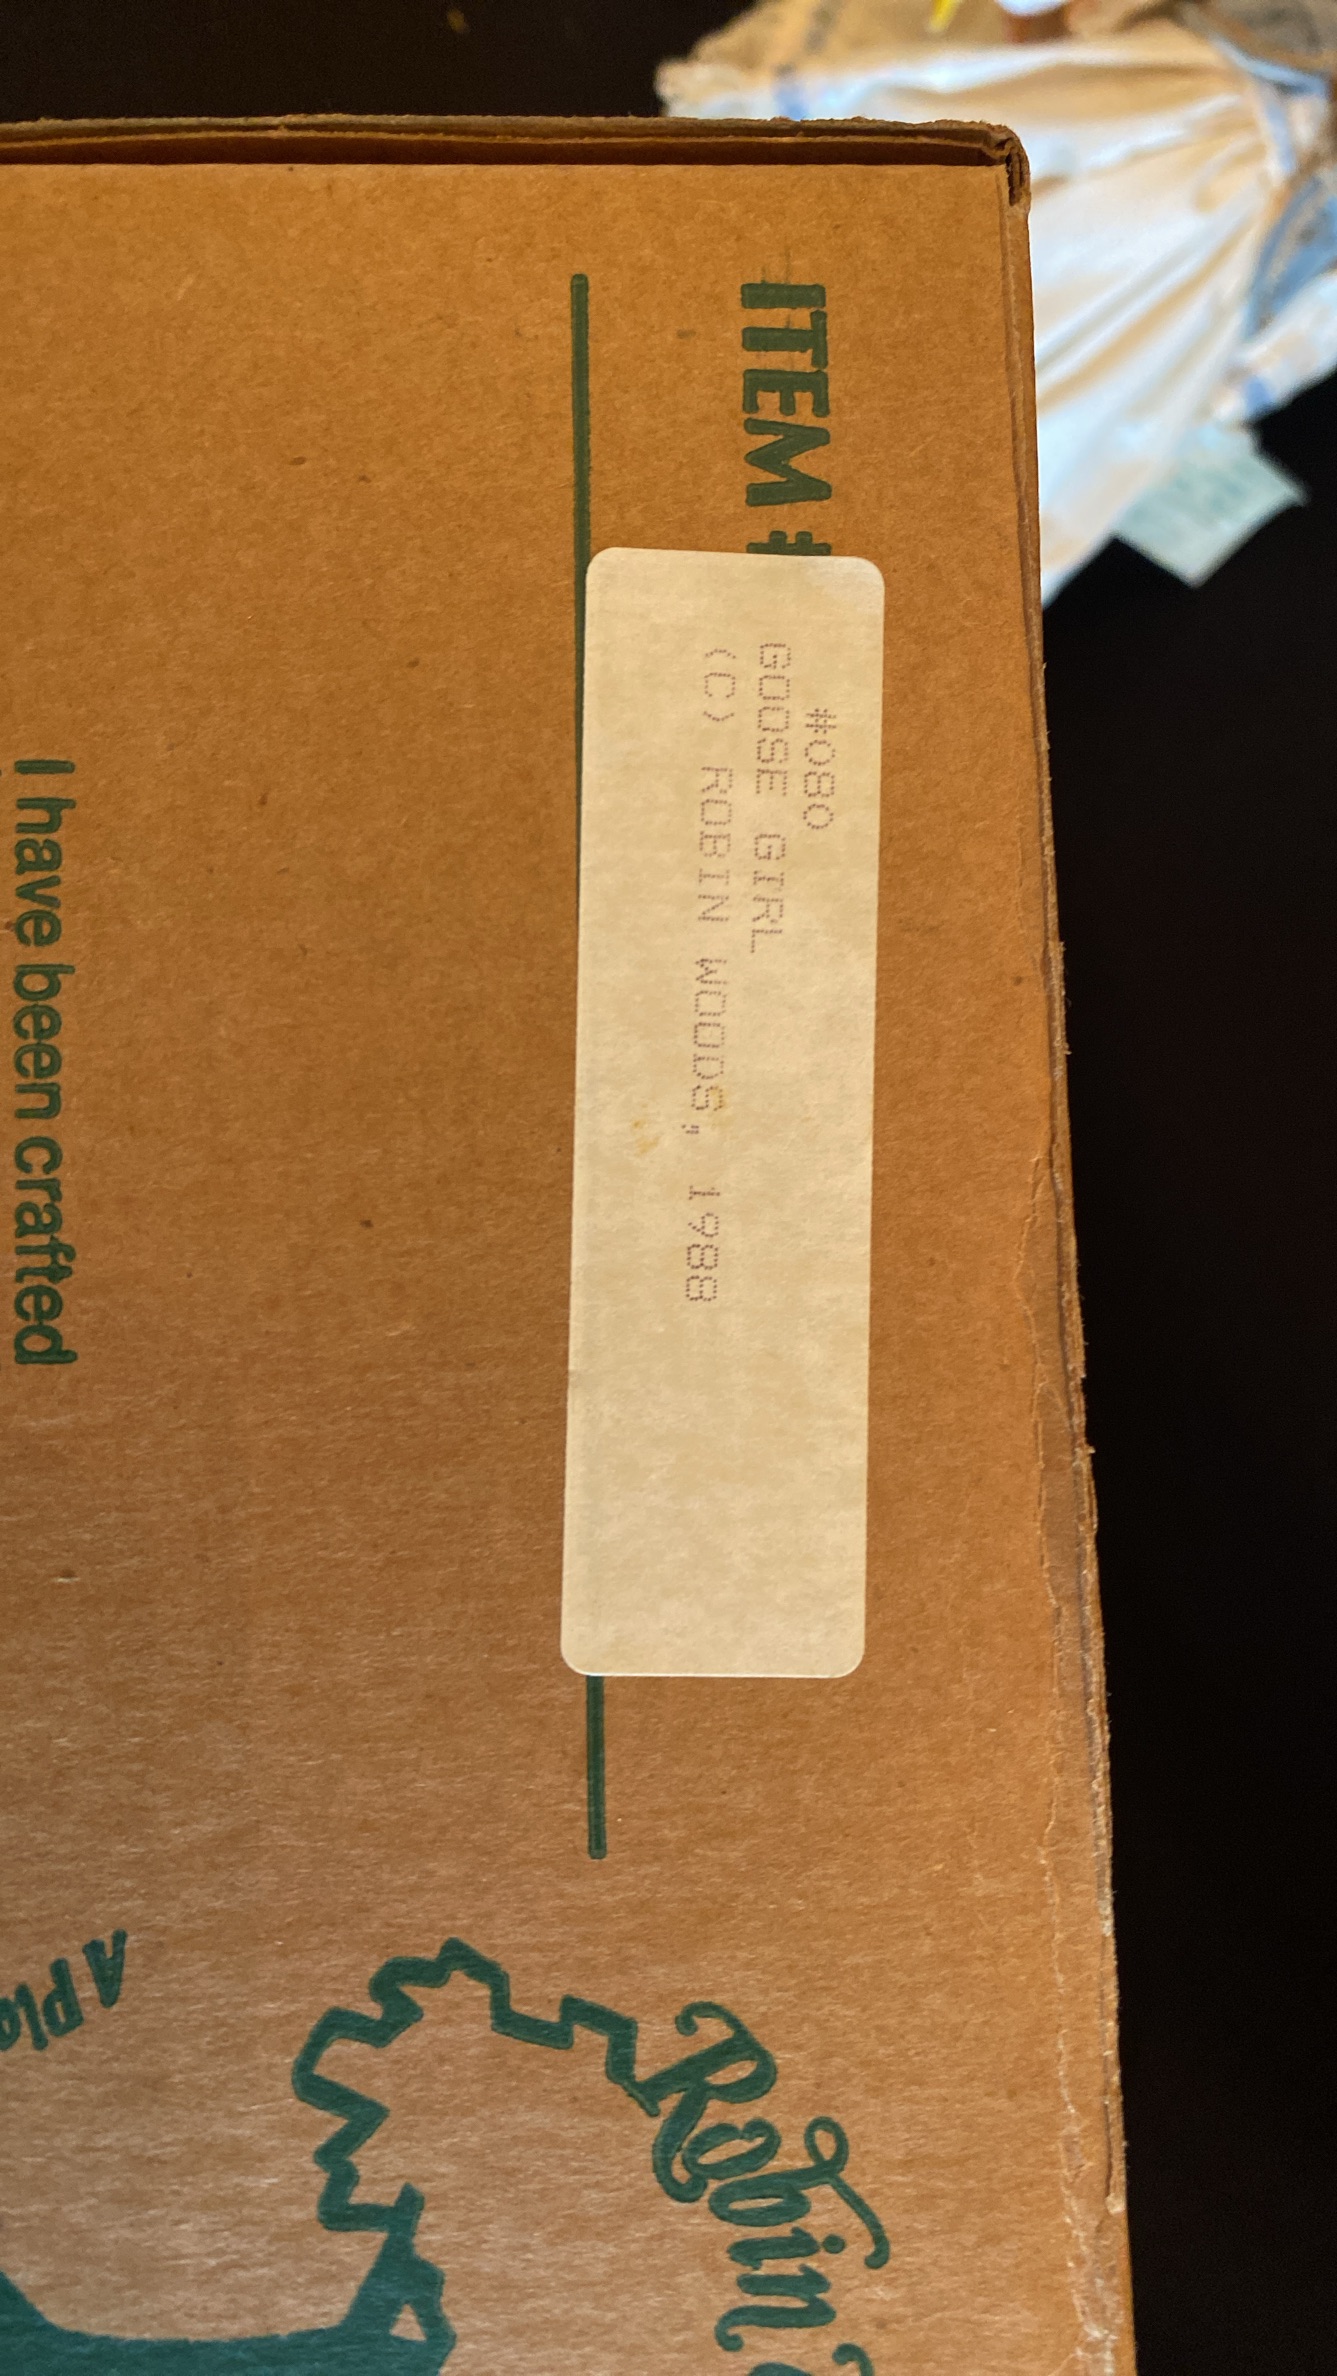 ITEM #
#080
GOOSE GIRL
(C) ROBIN WOODS, 1988
I have been crafted
Robin
A